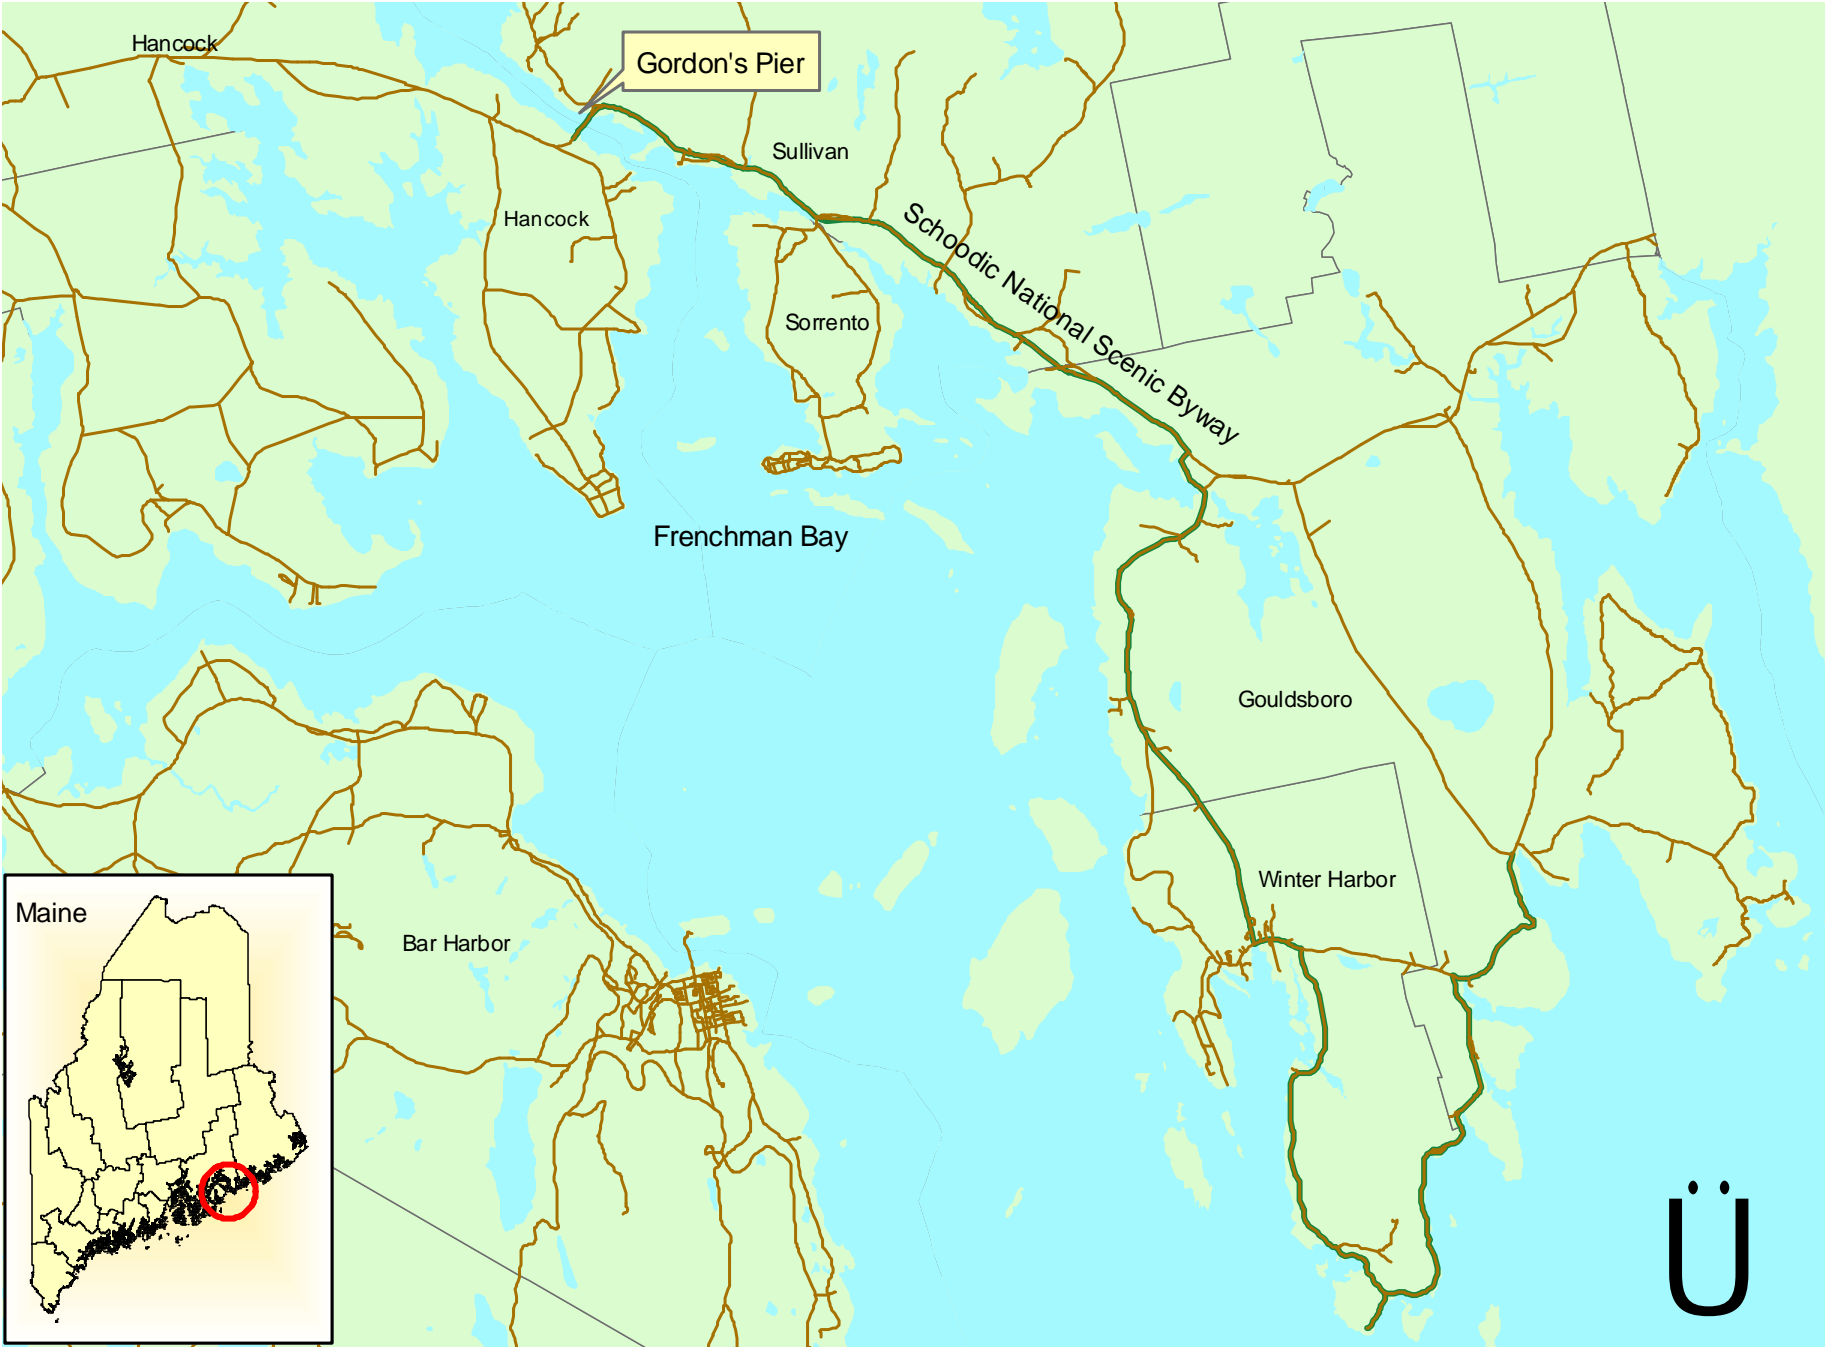 Hancock
Gordon's Pier
Sullivan
Hancock
Schoodic National Scenic Byway
Sorrento
Frenchman Bay
Gouldsboro
Winter Harbor
Maine
Bar Harbor
Ü